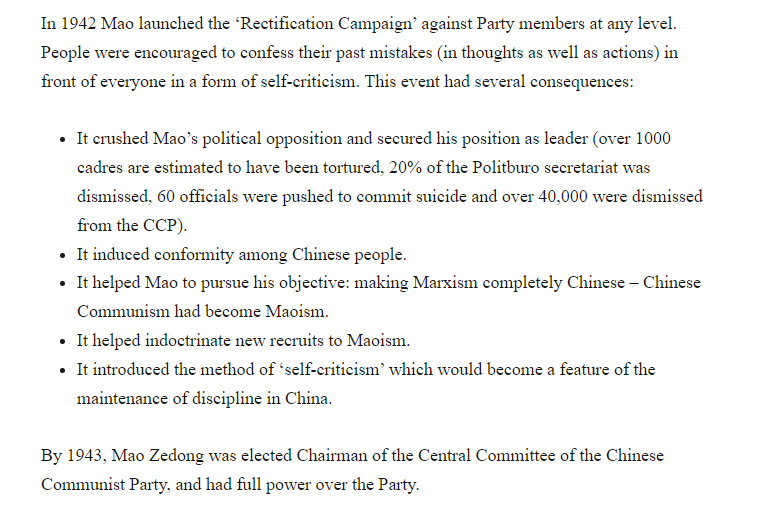 In 1942 Mao launched the ‘Rectification Campaign’ against Party members at any level.
People were encouraged to confess their past mistakes (in thoughts as well as actions) in
front of everyone in a form of self-criticism. This event had several consequences:
• It crushed Mao’s political opposition and secured his position as leader (over 1000
cadres are estimated to have been tortured, 20% of the Politburo secretariat was
dismissed, 60 officials were pushed to commit suicide and over 40,000 were dismissed
from the CCP).
• It induced conformity among Chinese people.
• It helped Mao to pursue his objective: making Marxism completely Chinese – Chinese
Communism had become Maoism.
• It helped indoctrinate new recruits to Maoism.
• It introduced the method of ‘self-criticism’ which would become a feature of the
maintenance of discipline in China.
By 1943, Mao Zedong was elected Chairman of the Central Committee of the Chinese
Communist Party, and had full power over the Party.